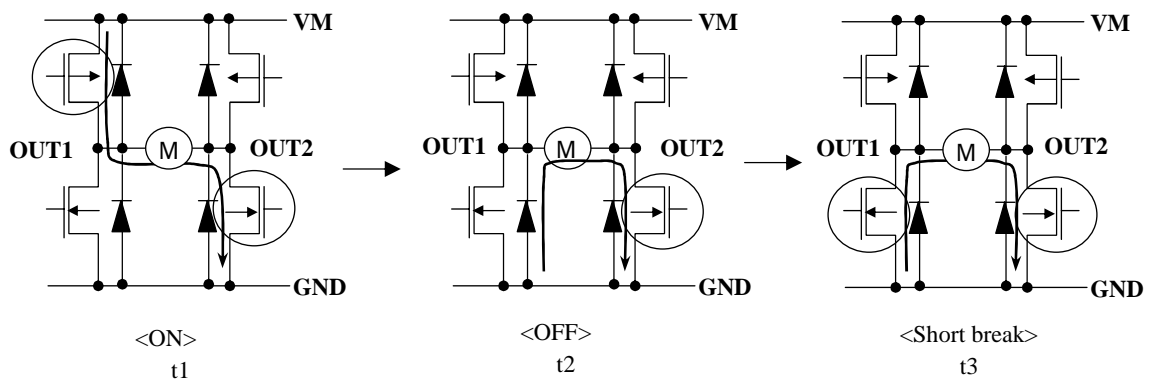 VM
OUT1
M
OUT2
GND
<ON>
t1
VM
OUT1
M
OUT2
GND
<OFF>
t2
VM
OUT1
M
OUT2
GND
<Short break>
t3